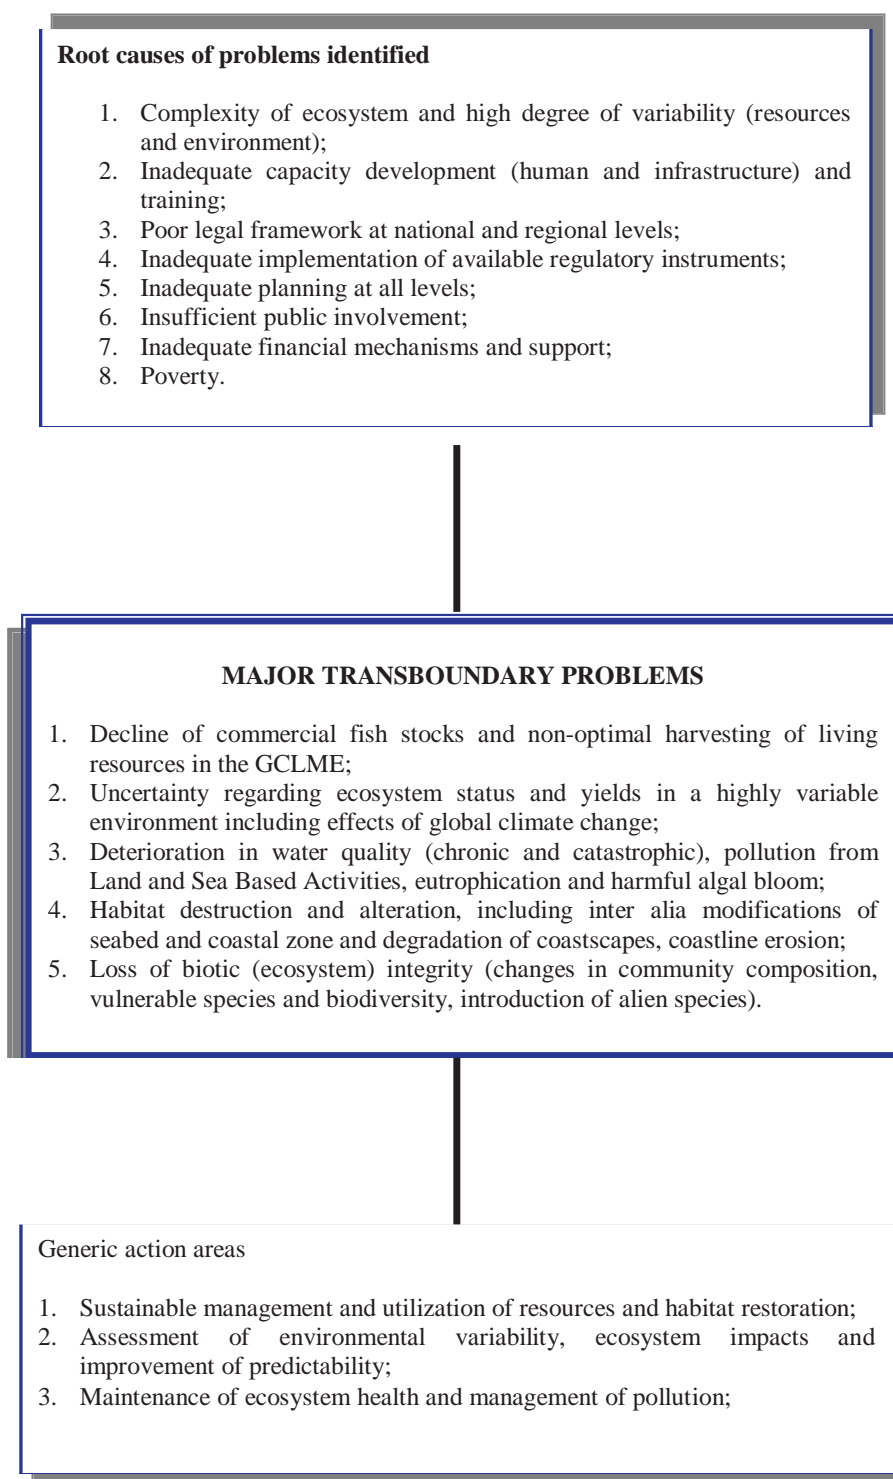 Root causes of problems identified
1. Complexity of ecosystem and high degree of variability (resources
and environment);
2. Inadequate capacity development (human and infrastructure) and
training;
3. Poor legal framework at national and regional levels;
4. Inadequate implementation of available regulatory instruments;
5. Inadequate planning at all levels;
6. Insufficient public involvement;
7. Inadequate financial mechanisms and support;
8. Poverty.
MAJOR TRANSBOUNDARY PROBLEMS
1. Decline of commercial fish stocks and non-optimal harvesting of living
resources in the GCLME;
2. Uncertainty regarding ecosystem status and yields in a highly variable
environment including effects of global climate change;
3. Deterioration in water quality (chronic and catastrophic), pollution from
Land and Sea Based Activities, eutrophication and harmful algal bloom;
4. Habitat destruction and alteration, including inter alia modifications of
seabed and coastal zone and degradation of coastscapes, coastline erosion;
5. Loss of biotic (ecosystem) integrity (changes in community composition,
vulnerable species and biodiversity, introduction of alien species).
Generic action areas
1. Sustainable management and utilization of resources and habitat restoration;
2. Assessment of environmental variability, ecosystem impacts and
improvement of predictability;
3. Maintenance of ecosystem health and management of pollution;